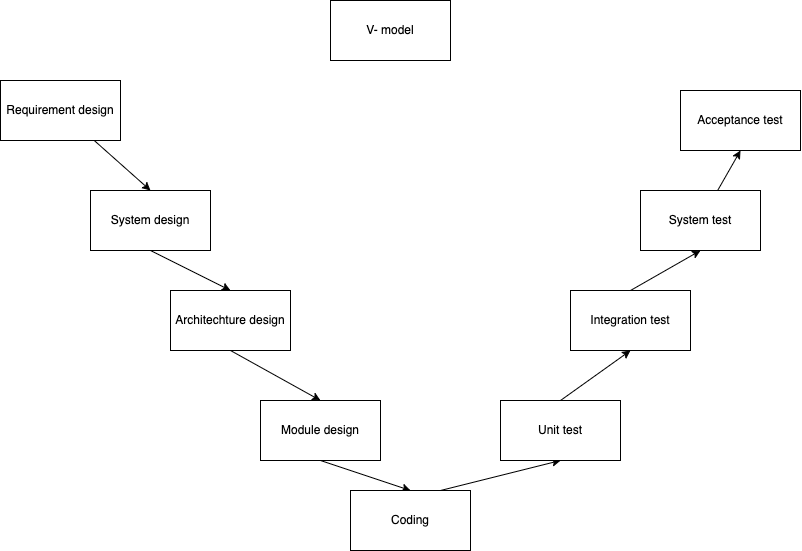 V- model
Requirement design
Acceptance test
System design
System test
Architechture design
Integration test
Module design
Unit test
Coding